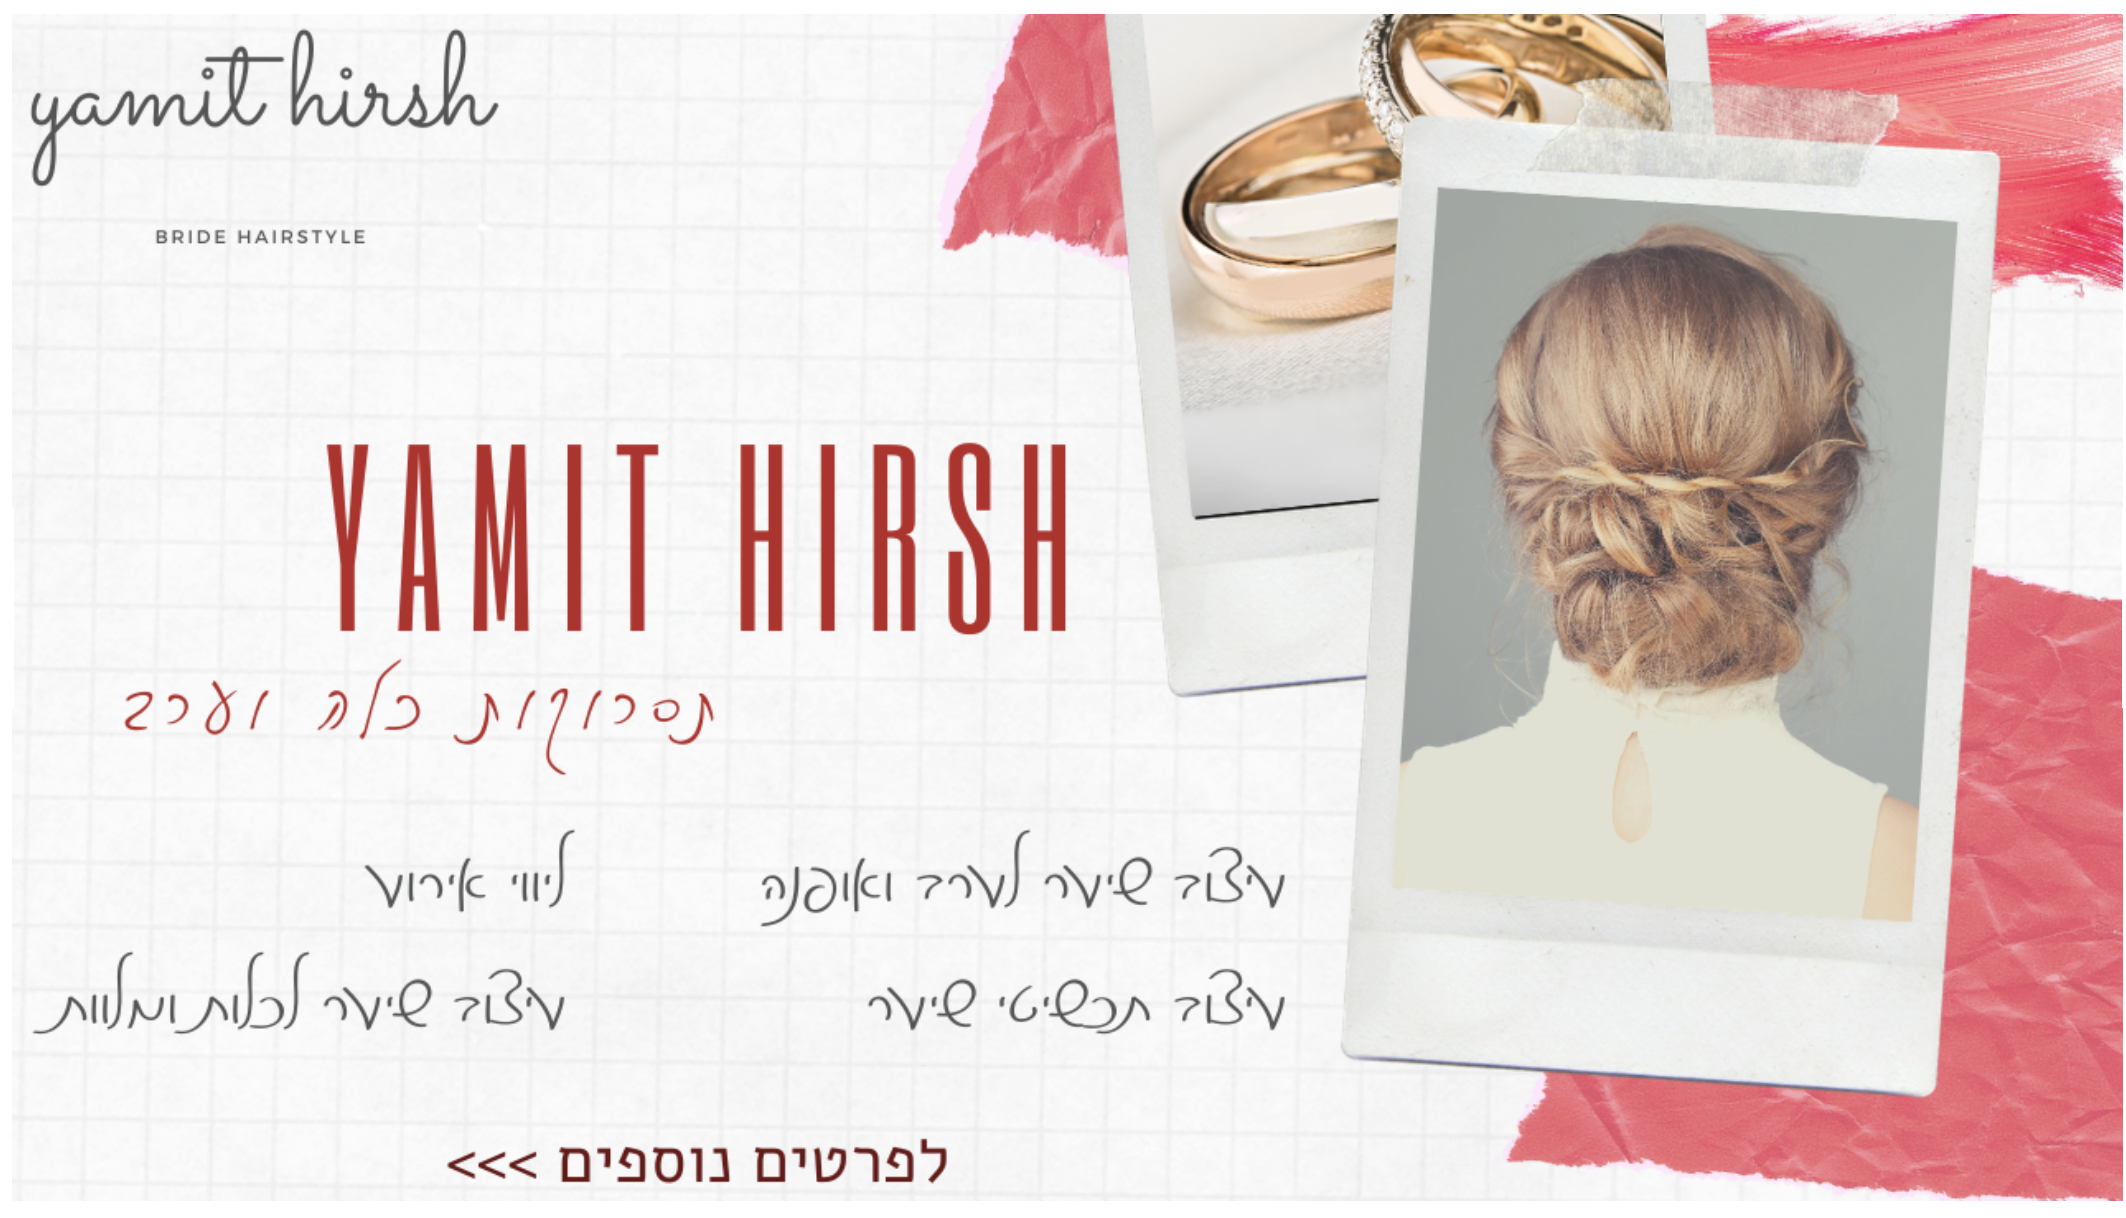 yamit hirsh
BRIDE HAIRSTYLE
YAMIT HIRSH
תסרוקות כלה וערב
עיצוב שיער לערב ואופנה
ליווי אירוע
עיצוב תכשיטי שיער
עיצוב שיער לכלות ומלוות
לפרטים נוספים >>>